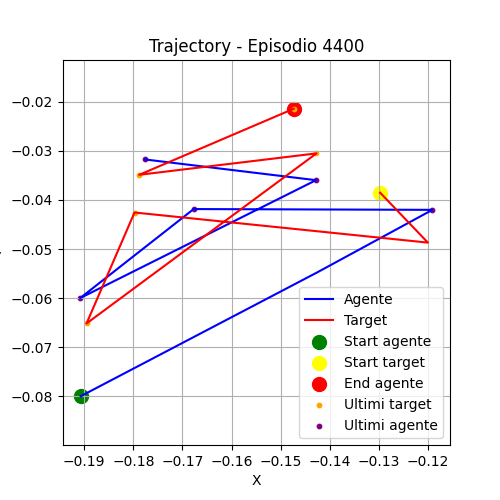 Trajectory - Episodio 4400
−0.02
−0.03
−0.04
−0.05
−0.06
−0.07
−0.08
Agente
Target
Start agente
Start target
End agente
Ultimi target
Ultimi agente
−0.19 −0.18 −0.17 −0.16 −0.15 −0.14 −0.13 −0.12
X